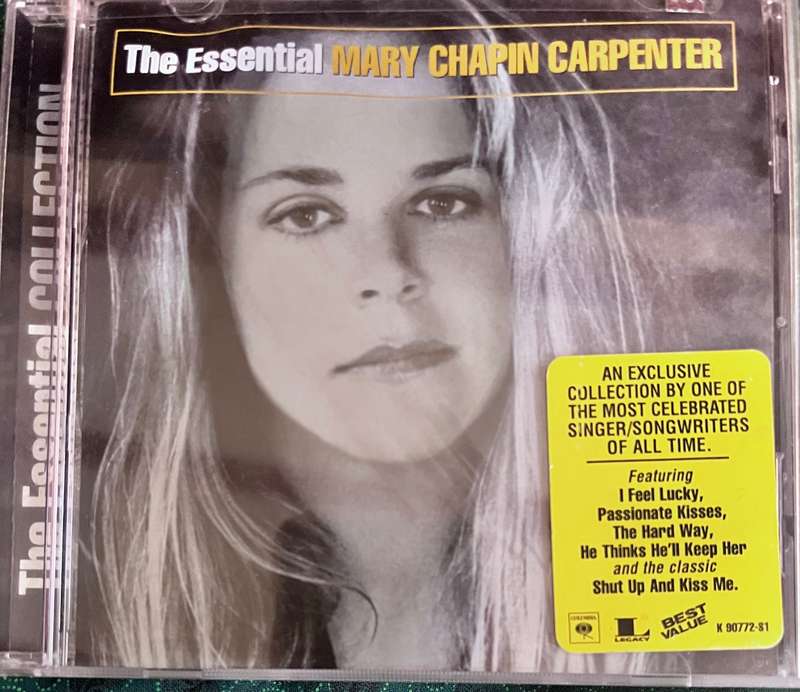 The Essential MARY CHAPIN CARPENTER
The Essential COLLECTION
AN EXCLUSIVE
COLLECTION BY ONE OF
THE MOST CELEBRATED
SINGER/SONGWRITERS
OF ALL TIME.
Featuring
I Feel Lucky,
Passionate Kisses,
The Hard Way,
He Thinks He'll Keep Her
and the classic
Shut Up And Kiss Me.
COLUMBIA
L
LEGACY
BEST
VALUE
K 90772-S1